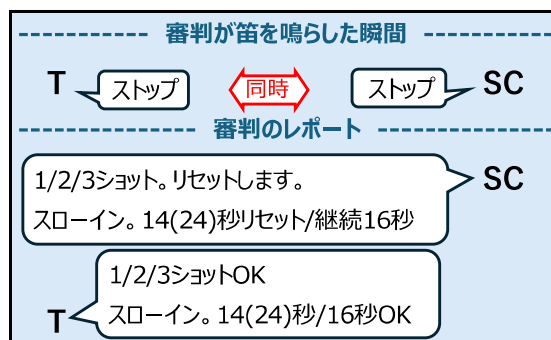 審判が笛を鳴らした瞬間
T ストップ 同時 ストップ SC
審判のレポート
1/2/3ショット。リセットします。 SC
スローイン。14(24)秒リセット/継続16秒
1/2/3ショットOK
T スローイン。14(24)秒/16秒OK